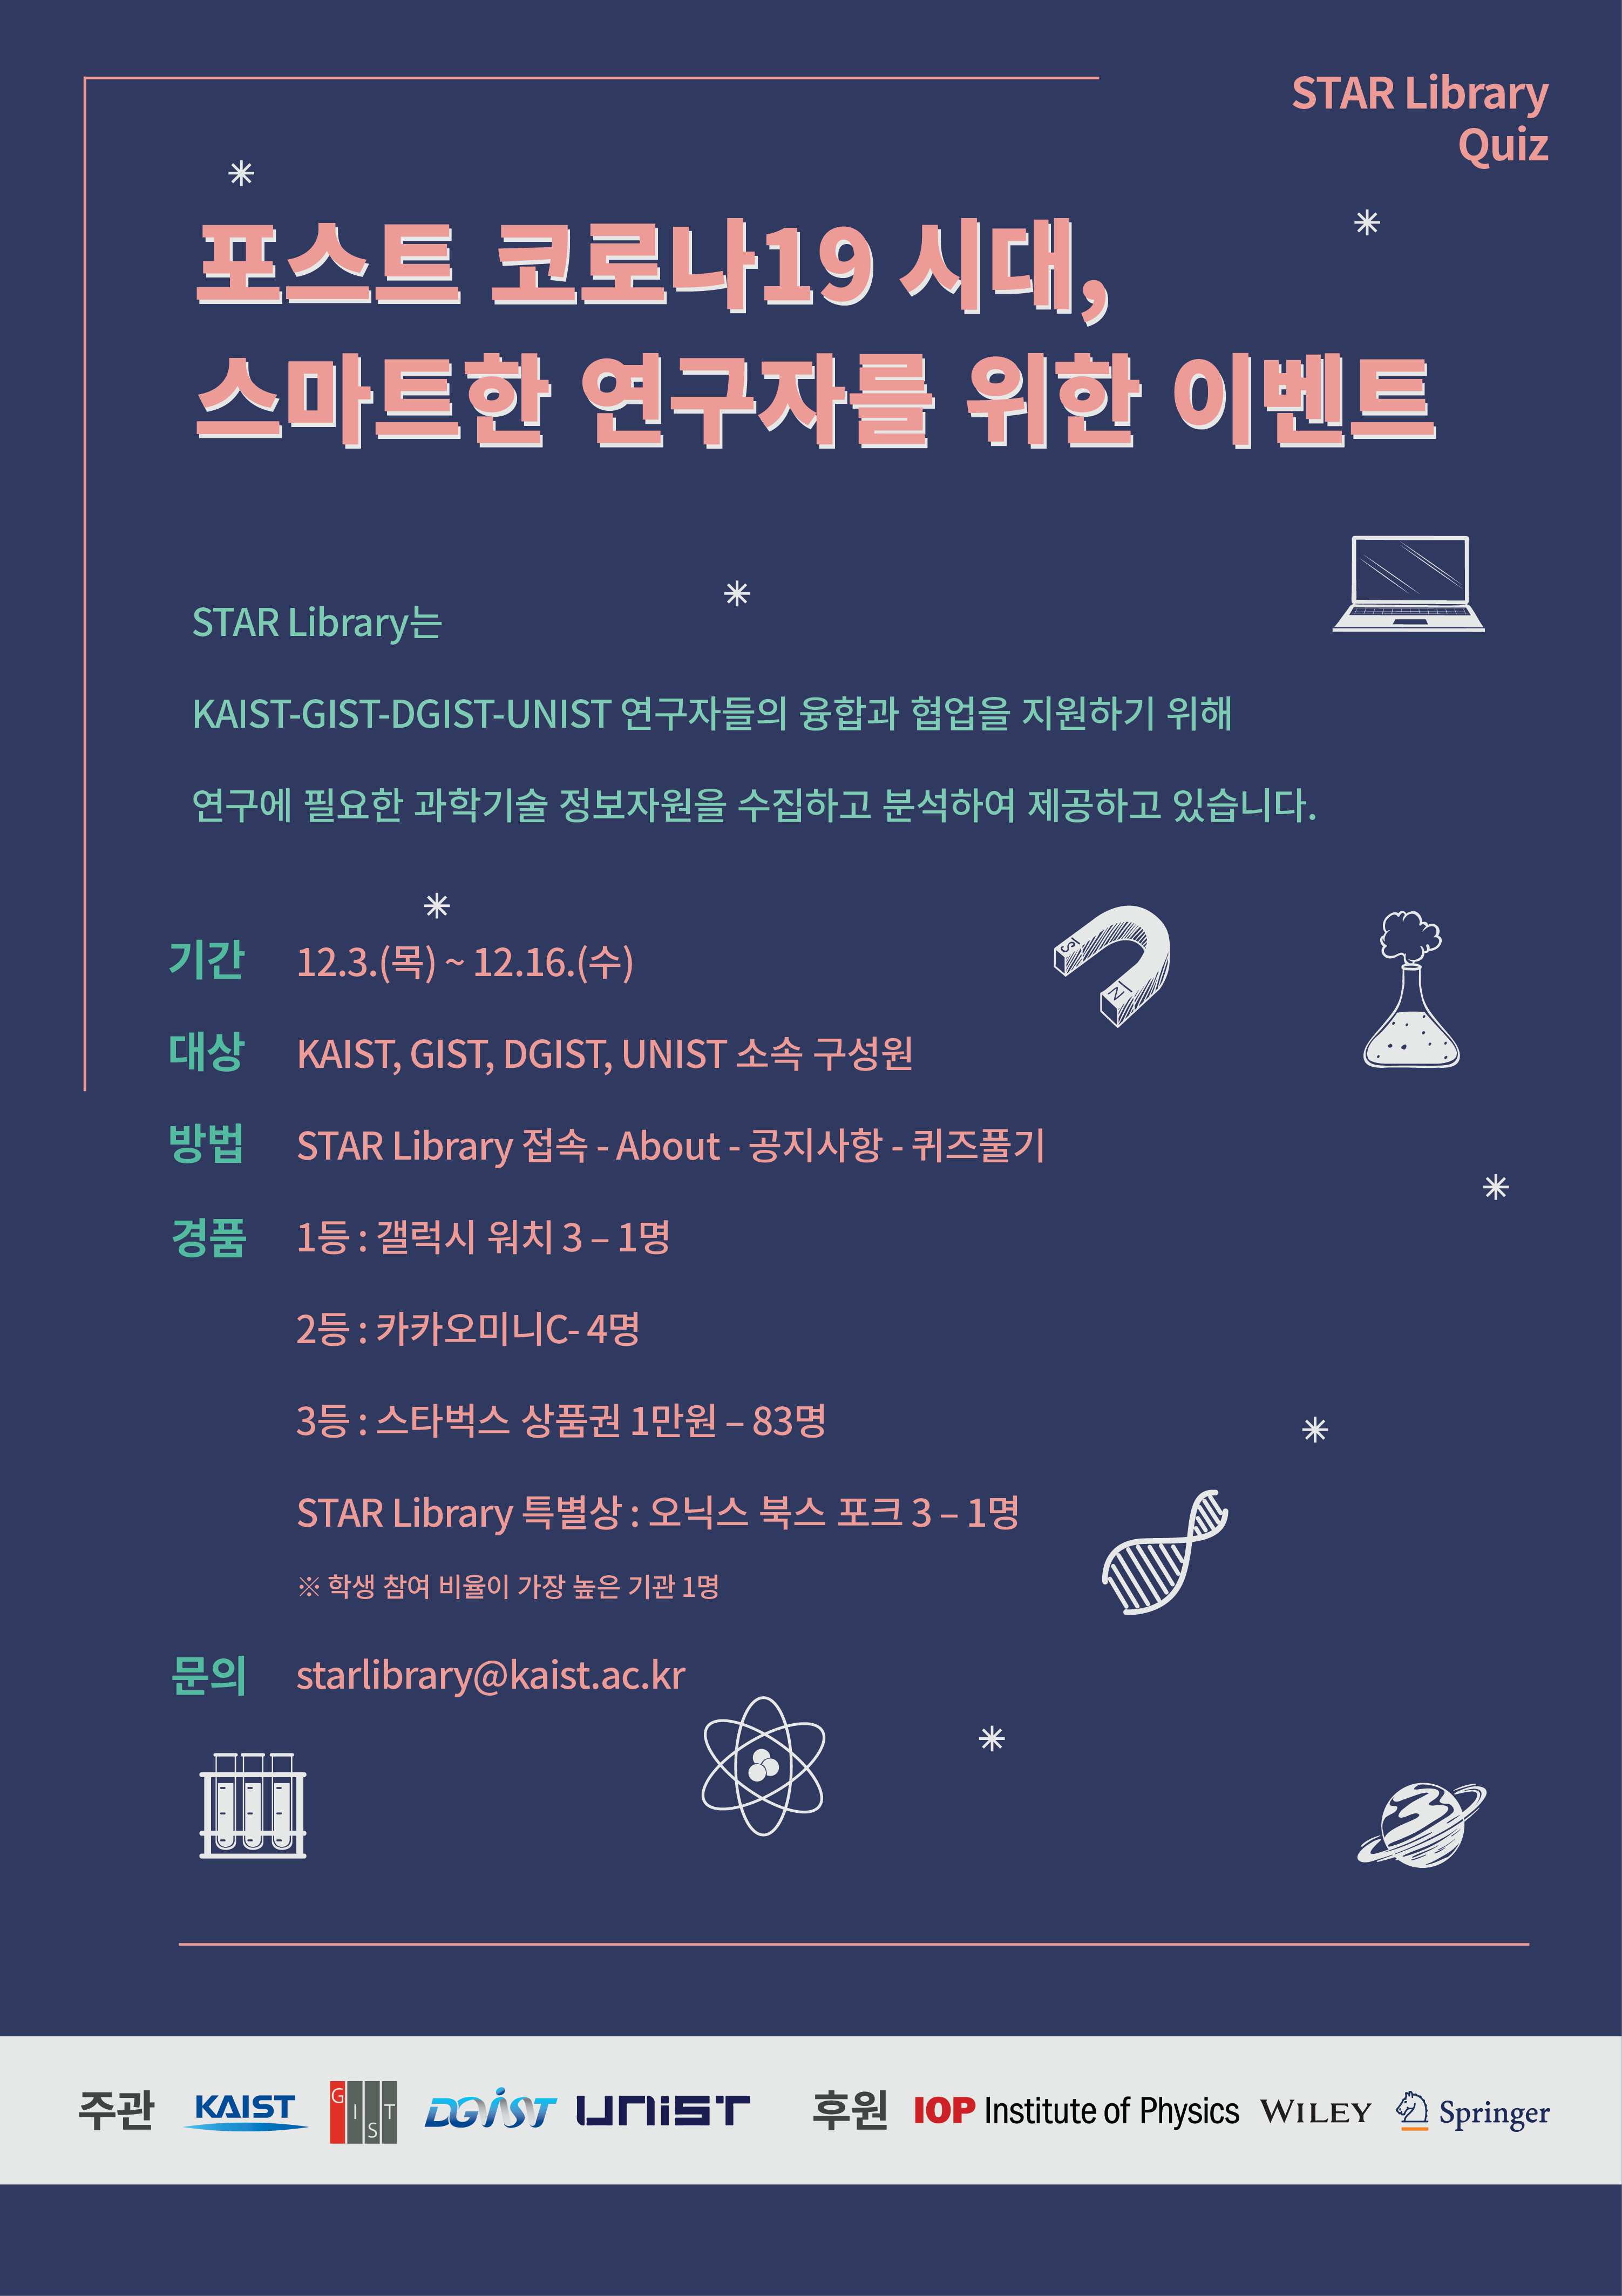 STAR Library
Quiz
포스트 코로나19 시대,
스마트한 연구자를 위한 이벤트
STAR Library는
KAIST-GIST-DGIST-UNIST 연구자들의 융합과 협업을 지원하기 위해
연구에 필요한 과학기술 정보자원을 수집하고 분석하여 제공하고 있습니다.
기간 12.3.(목) ~ 12.16.(수)
대상 KAIST, GIST, DGIST, UNIST 소속 구성원
방법 STAR Library 접속 - About - 공지사항 - 퀴즈풀기
경품 1등 : 갤럭시 워치 3 – 1명
2등 : 카카오미니C- 4명
3등 : 스타벅스 상품권 1만원 – 83명
STAR Library 특별상 : 오닉스 북스 포크 3 – 1명
※ 학생 참여 비율이 가장 높은 기관 1명
문의 starlibrary@kaist.ac.kr
S
N
주관 KAIST GIST DGIST UNIST 후원 IOP Institute of Physics WILEY Springer